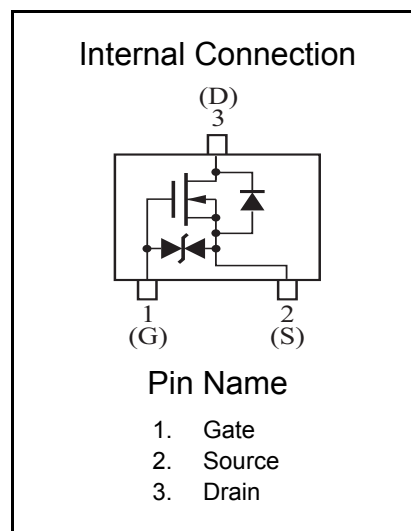 Internal Connection
(D)
3
1 2
(G) (S)
Pin Name
1. Gate
2. Source
3. Drain